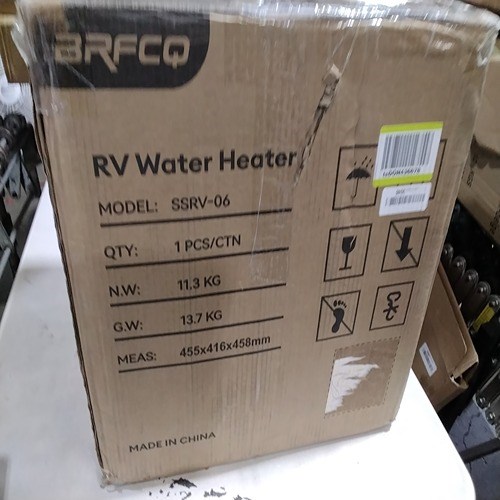 BRFCQ
RV Water Heater
MODEL: SSRV-06
QTY: 1 PCS/CTN
N.W: 11.3 KG
G.W: 13.7 KG
MEAS: 455x416x458mm
MADE IN CHINA